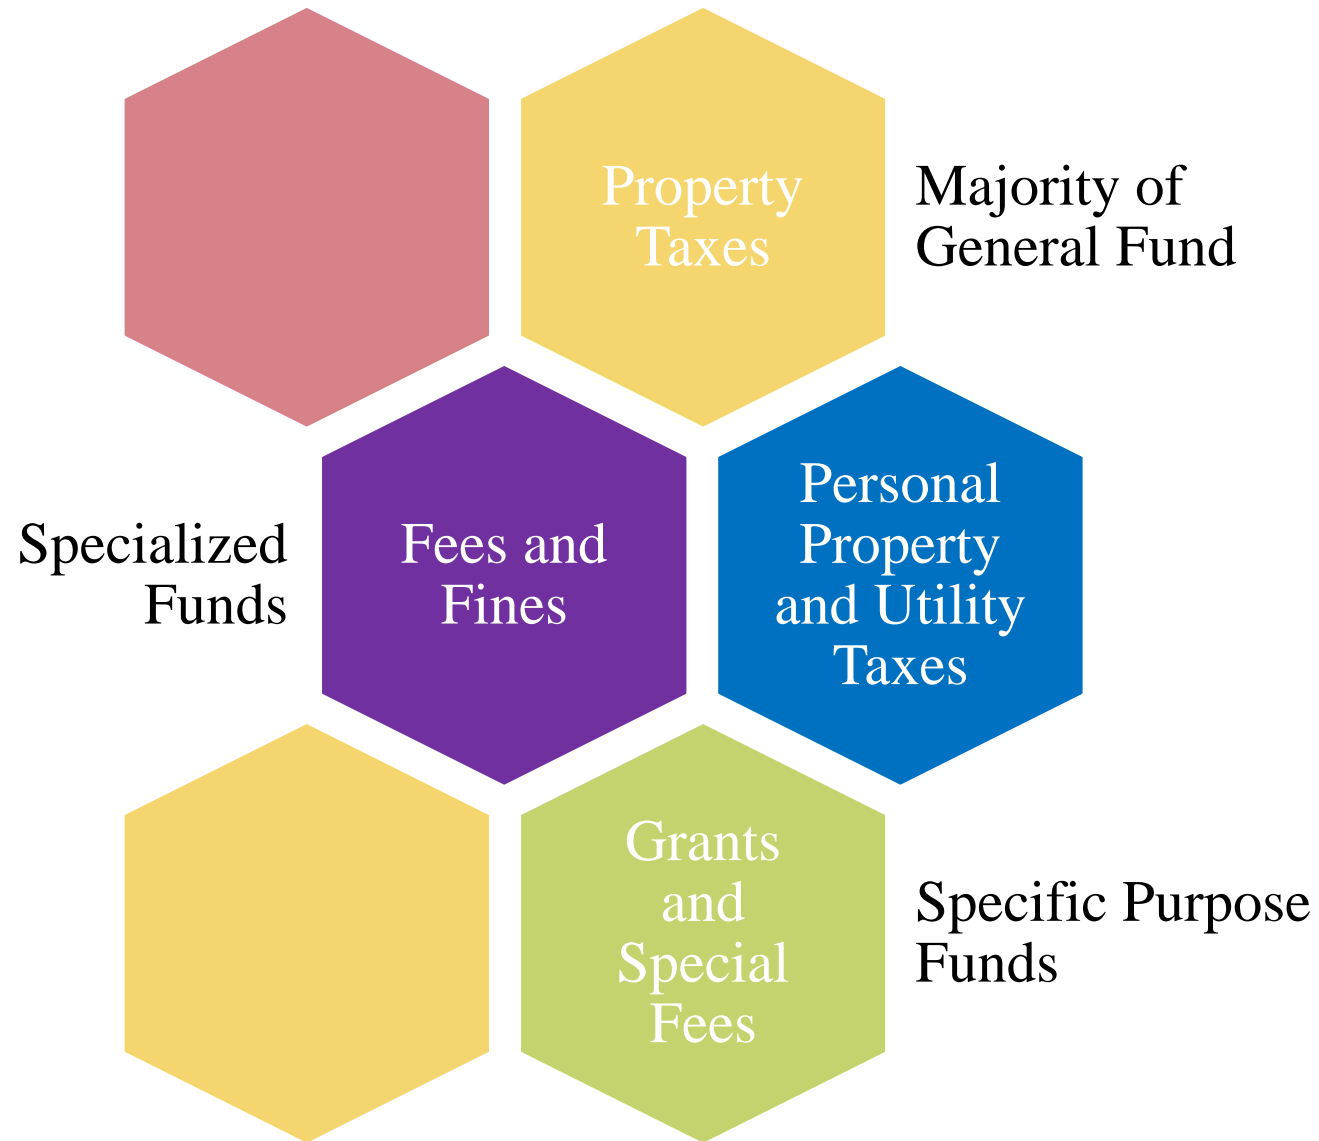 Property
Taxes
Majority of
General Fund
Specialized
Funds
Fees and
Fines
Personal
Property
and Utility
Taxes
Grants
and
Special
Fees
Specific Purpose
Funds